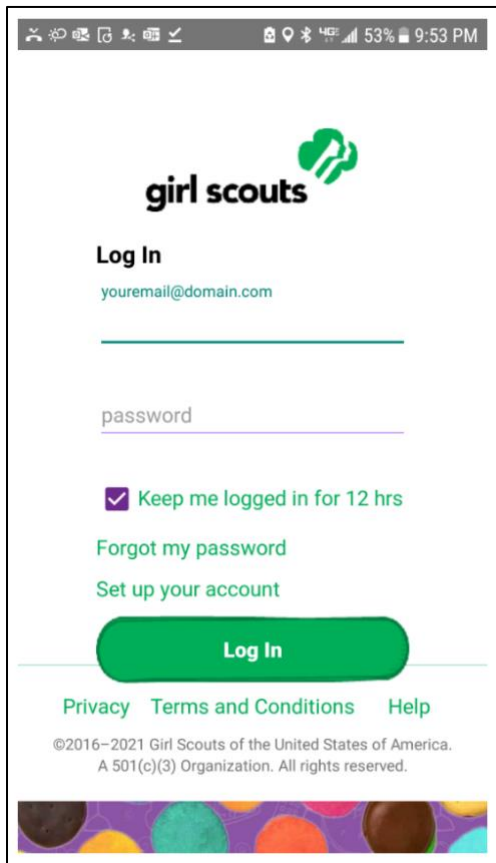 4G 53% 9:53 PM
girl scouts
Log In
youremail@domain.com
password
Keep me logged in for 12 hrs
Forgot my password
Set up your account
Log In
Privacy Terms and Conditions Help
©2016–2021 Girl Scouts of the United States of America.
A 501(c)(3) Organization. All rights reserved.